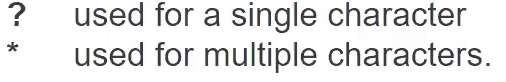 ? used for a single character
* used for multiple characters.